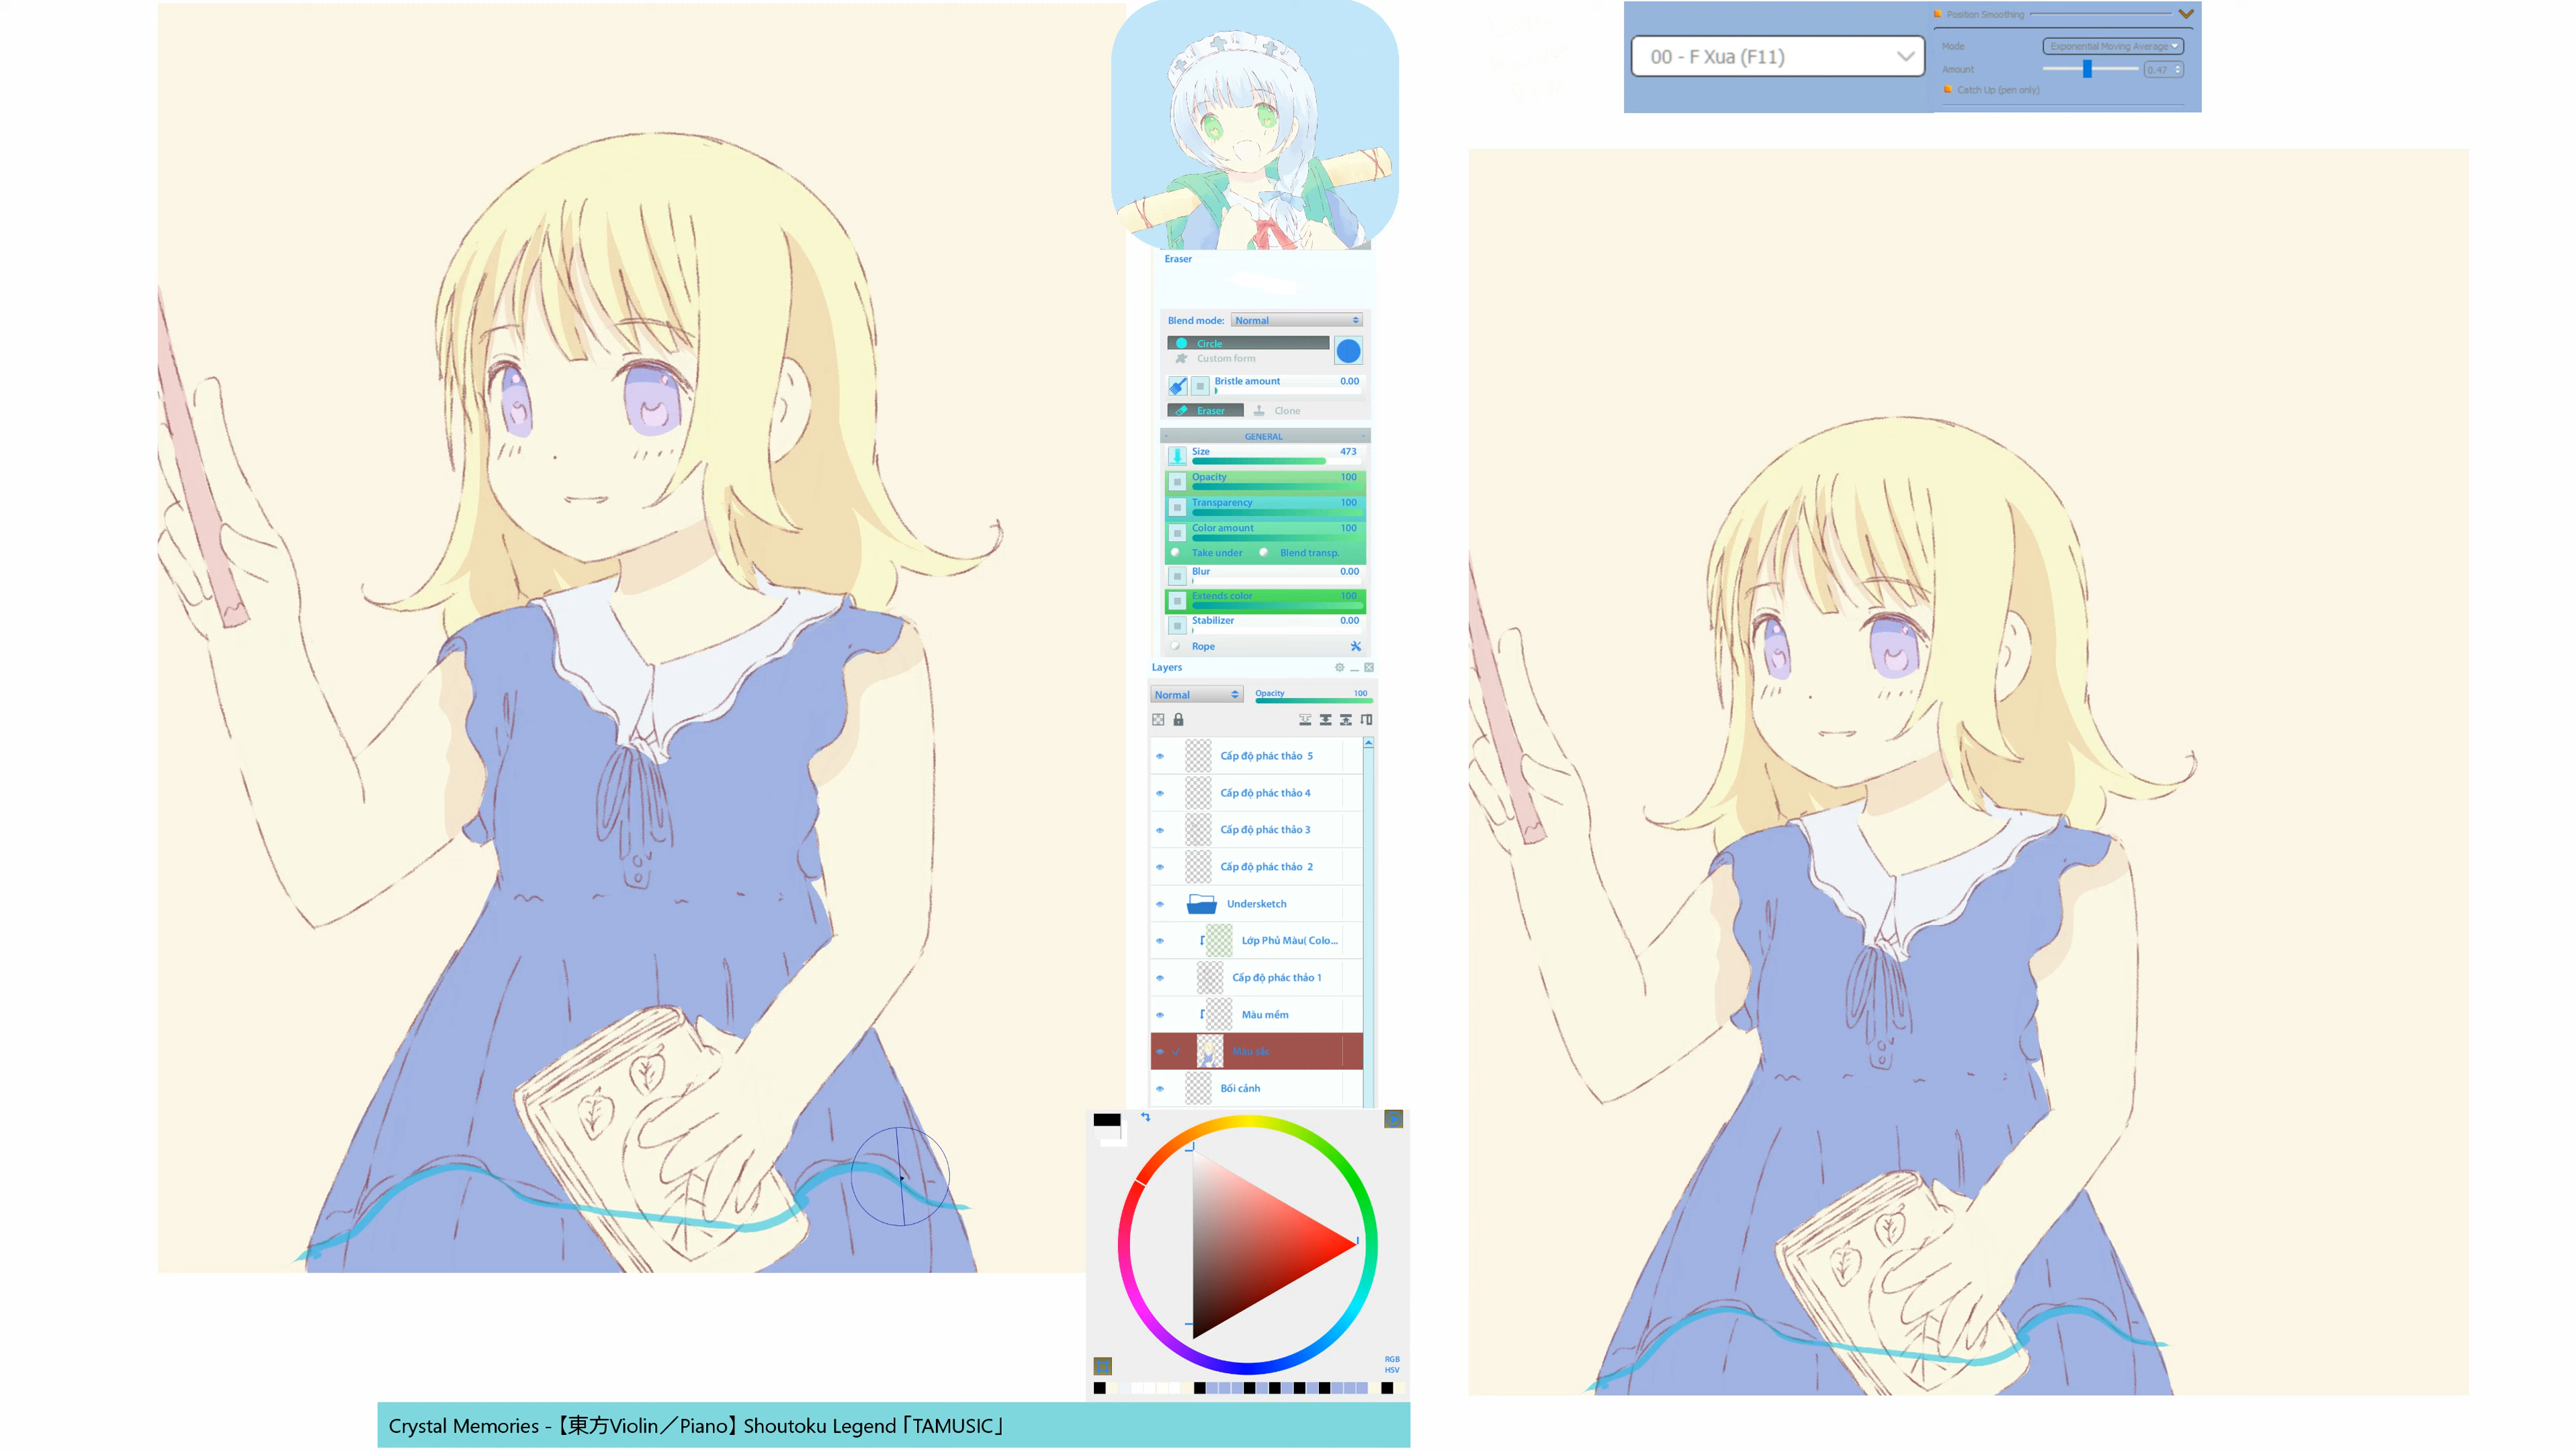 00 - F Xua (F11)
Position Smoothing
Mode
Exponential Moving Average
Amount
0.47
Catch Up (pen only)
Eraser
Blend mode:
Normal
Circle
Custom form
Bristle amount
0.00
Eraser
Clone
GENERAL
Size
473
Opacity
100
Transparency
100
Color amount
100
Take under
Blend transp.
Blur
0.00
Extends color
100
Stabilizer
0.00
Rope
Layers
Normal
Opacity
100
Cấp độ phác thảo  5
Cấp độ phác thảo 4
Cấp độ phác thảo 3
Cấp độ phác thảo  2
Undersketch
Lớp Phủ Màu( Colo...
Cấp độ phác thảo 1
Màu mềm
Màu sắc
Bối cảnh
RGB
HSV
Crystal Memories - 【東方Violin／Piano】 Shoutoku Legend 「TAMUSIC」